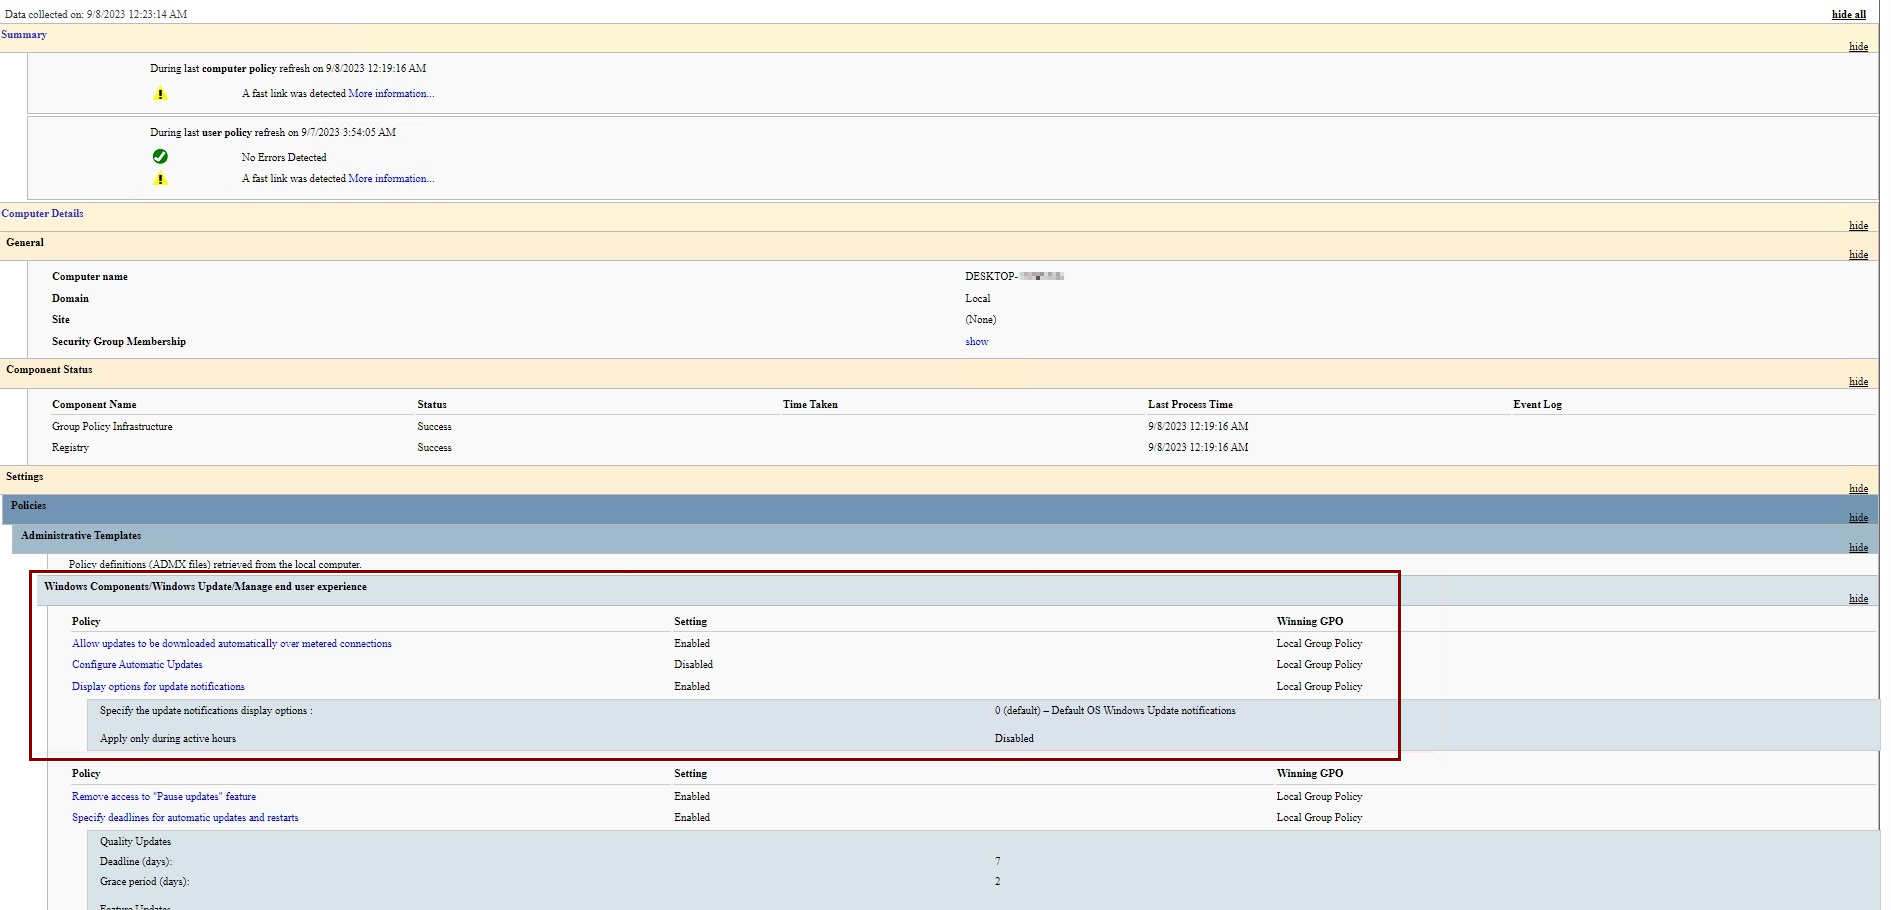 Data collected on: 9/8/2023 12:23:14 AM hide all
Summary
hide
During last computer policy refresh on 9/8/2023 12:19:16 AM
A fast link was detected More information...
During last user policy refresh on 9/7/2023 3:54:05 AM
No Errors Detected
A fast link was detected More information...
Computer Details
hide
General
hide
Computer name DESKTOP-
Domain Local
Site (None)
Security Group Membership show
Component Status
hide
Component Name Status Time Taken Last Process Time Event Log
Group Policy Infrastructure Success 9/8/2023 12:19:16 AM
Registry Success 9/8/2023 12:19:16 AM
Settings
hide
Policies
hide
Administrative Templates
hide
Policy definitions (ADMX files) retrieved from the local computer.
Windows Components/Windows Update/Manage end user experience
hide
Policy Setting Winning GPO
Allow updates to be downloaded automatically over metered connections Enabled Local Group Policy
Configure Automatic Updates Disabled Local Group Policy
Display options for update notifications Enabled Local Group Policy
Specify the update notifications display options : 0 (default) – Default OS Windows Update notifications
Apply only during active hours Disabled
Policy Setting Winning GPO
Remove access to "Pause updates" feature Enabled Local Group Policy
Specify deadlines for automatic updates and restarts Enabled Local Group Policy
Quality Updates
Deadline (days): 7
Grace period (days): 2
Feature Updates